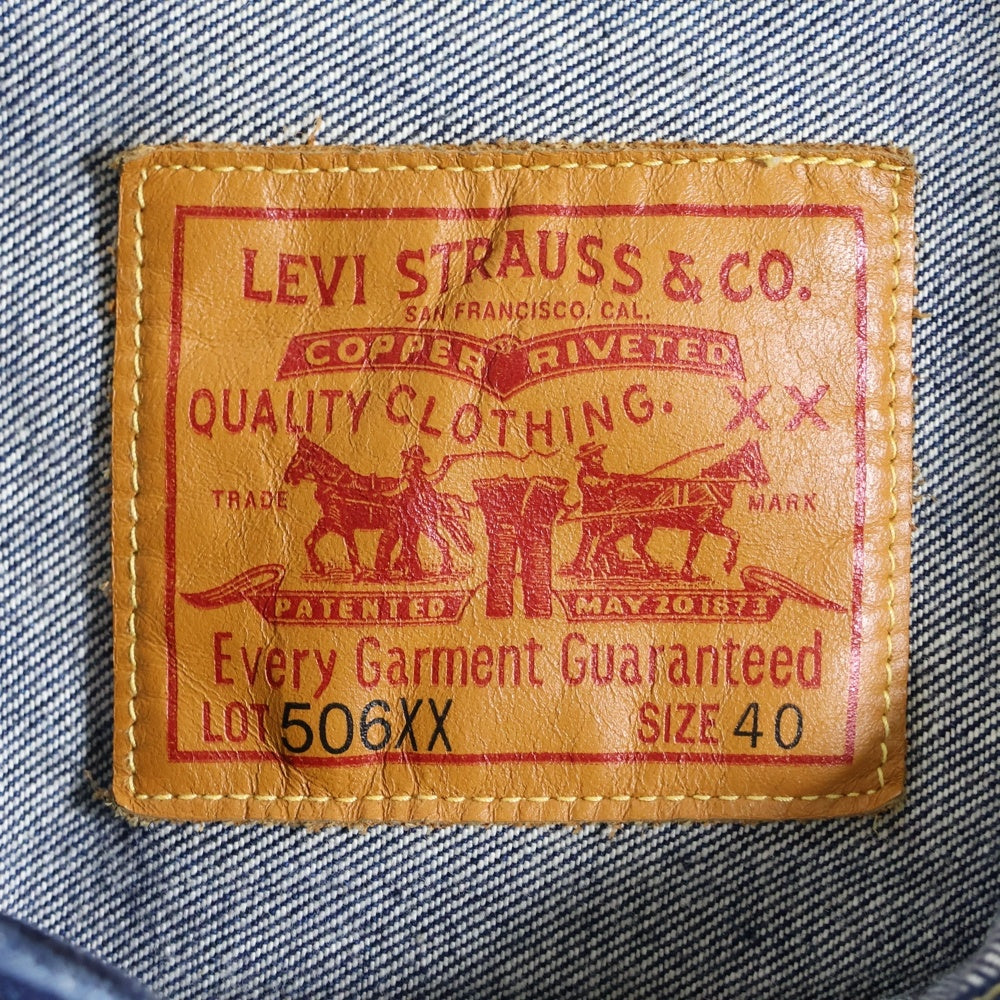 LEVI STRAUSS & CO.
SAN FRANCISCO, CAL.
COPPER RIVETED
QUALITY CLOTHING. XX
TRADE MARK
PATENTED MAY 20 1873
Every Garment Guaranteed
LOT 506XX SIZE 40